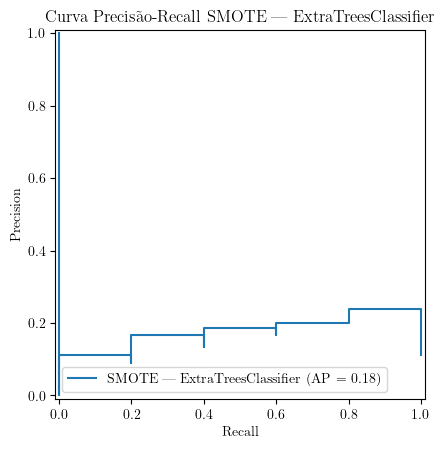 Curva Precisão-Recall SMOTE — ExtraTreesClassifier
1.0
0.8
0.6
0.4
0.2
0.0
Precision
SMOTE — ExtraTreesClassifier (AP = 0.18)
0.0 0.2 0.4 0.6 0.8 1.0
Recall